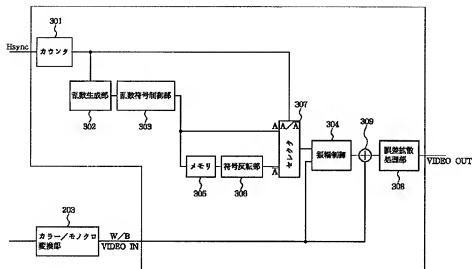 301
Hsync
カウンタ
乱数生成部
乱数符号制御部
302
303
307
A
A/A
セレクタ
A
304
振幅制御
309
誤差拡散
処理部
308
VIDEO OUT
メモリ
符号反転部
305
306
203
カラー/モノクロ
変換部
W/B
VIDEO IN